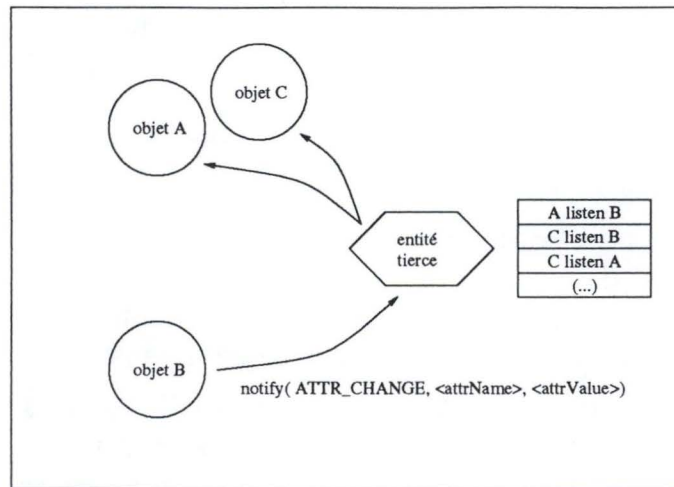 objet C
objet A
A listen B
entité
tierce
C listen B
C listen A
(...)
objet B
notify( ATTR_CHANGE, <attrName>, <attrValue>)